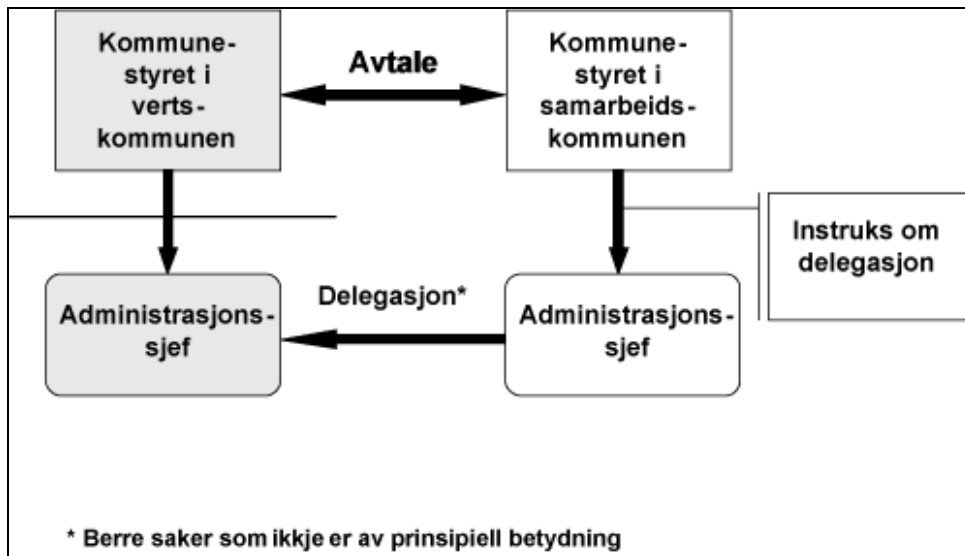 Kommune-
styret i
verts-
kommunen
Avtale
Kommune-
styret i
samarbeids-
kommunen
Instruks om
delegasjon
Administrasjons-
sjef
Delegasjon*
Administrasjons-
sjef
* Berre saker som ikkje er av prinsipiell betydning